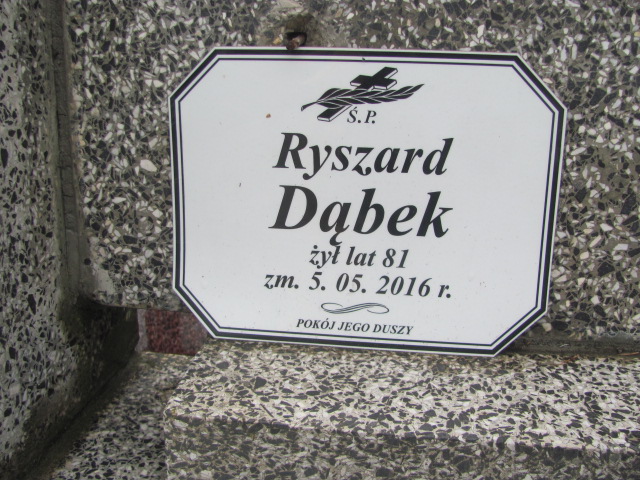 Ś.P.
Ryszard
Dąbek
żył lat 81
zm. 5. 05. 2016 r.
POKÓJ JEGO DUSZY